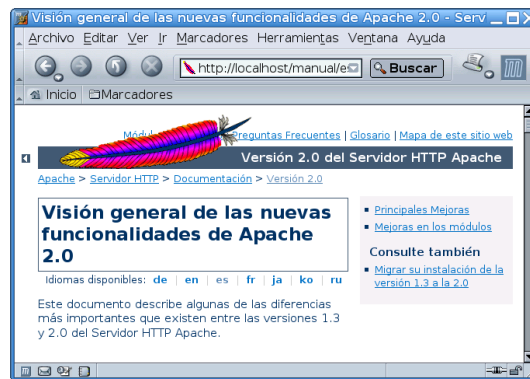 Visión general de las nuevas funcionalidades de Apache 2.0 - Serv
Archivo Editar Ver Ir Marcadores Herramientas Ventana Ayuda
http://localhost/manual/e Buscar
Inicio Marcadores
Preguntas Frecuentes | Glosario | Mapa de este sitio web
Versión 2.0 del Servidor HTTP Apache
Apache > Servidor HTTP > Documentación > Versión 2.0
Visión general de las nuevas
funcionalidades de Apache
2.0
Idiomas disponibles: de | en | es | fr | ja | ko | ru
Este documento describe algunas de las diferencias
más importantes que existen entre las versiones 1.3
y 2.0 del Servidor HTTP Apache.
Principales Mejoras
Mejoras en los módulos
Consulte también
Migrar su instalación de la
versión 1.3 a la 2.0